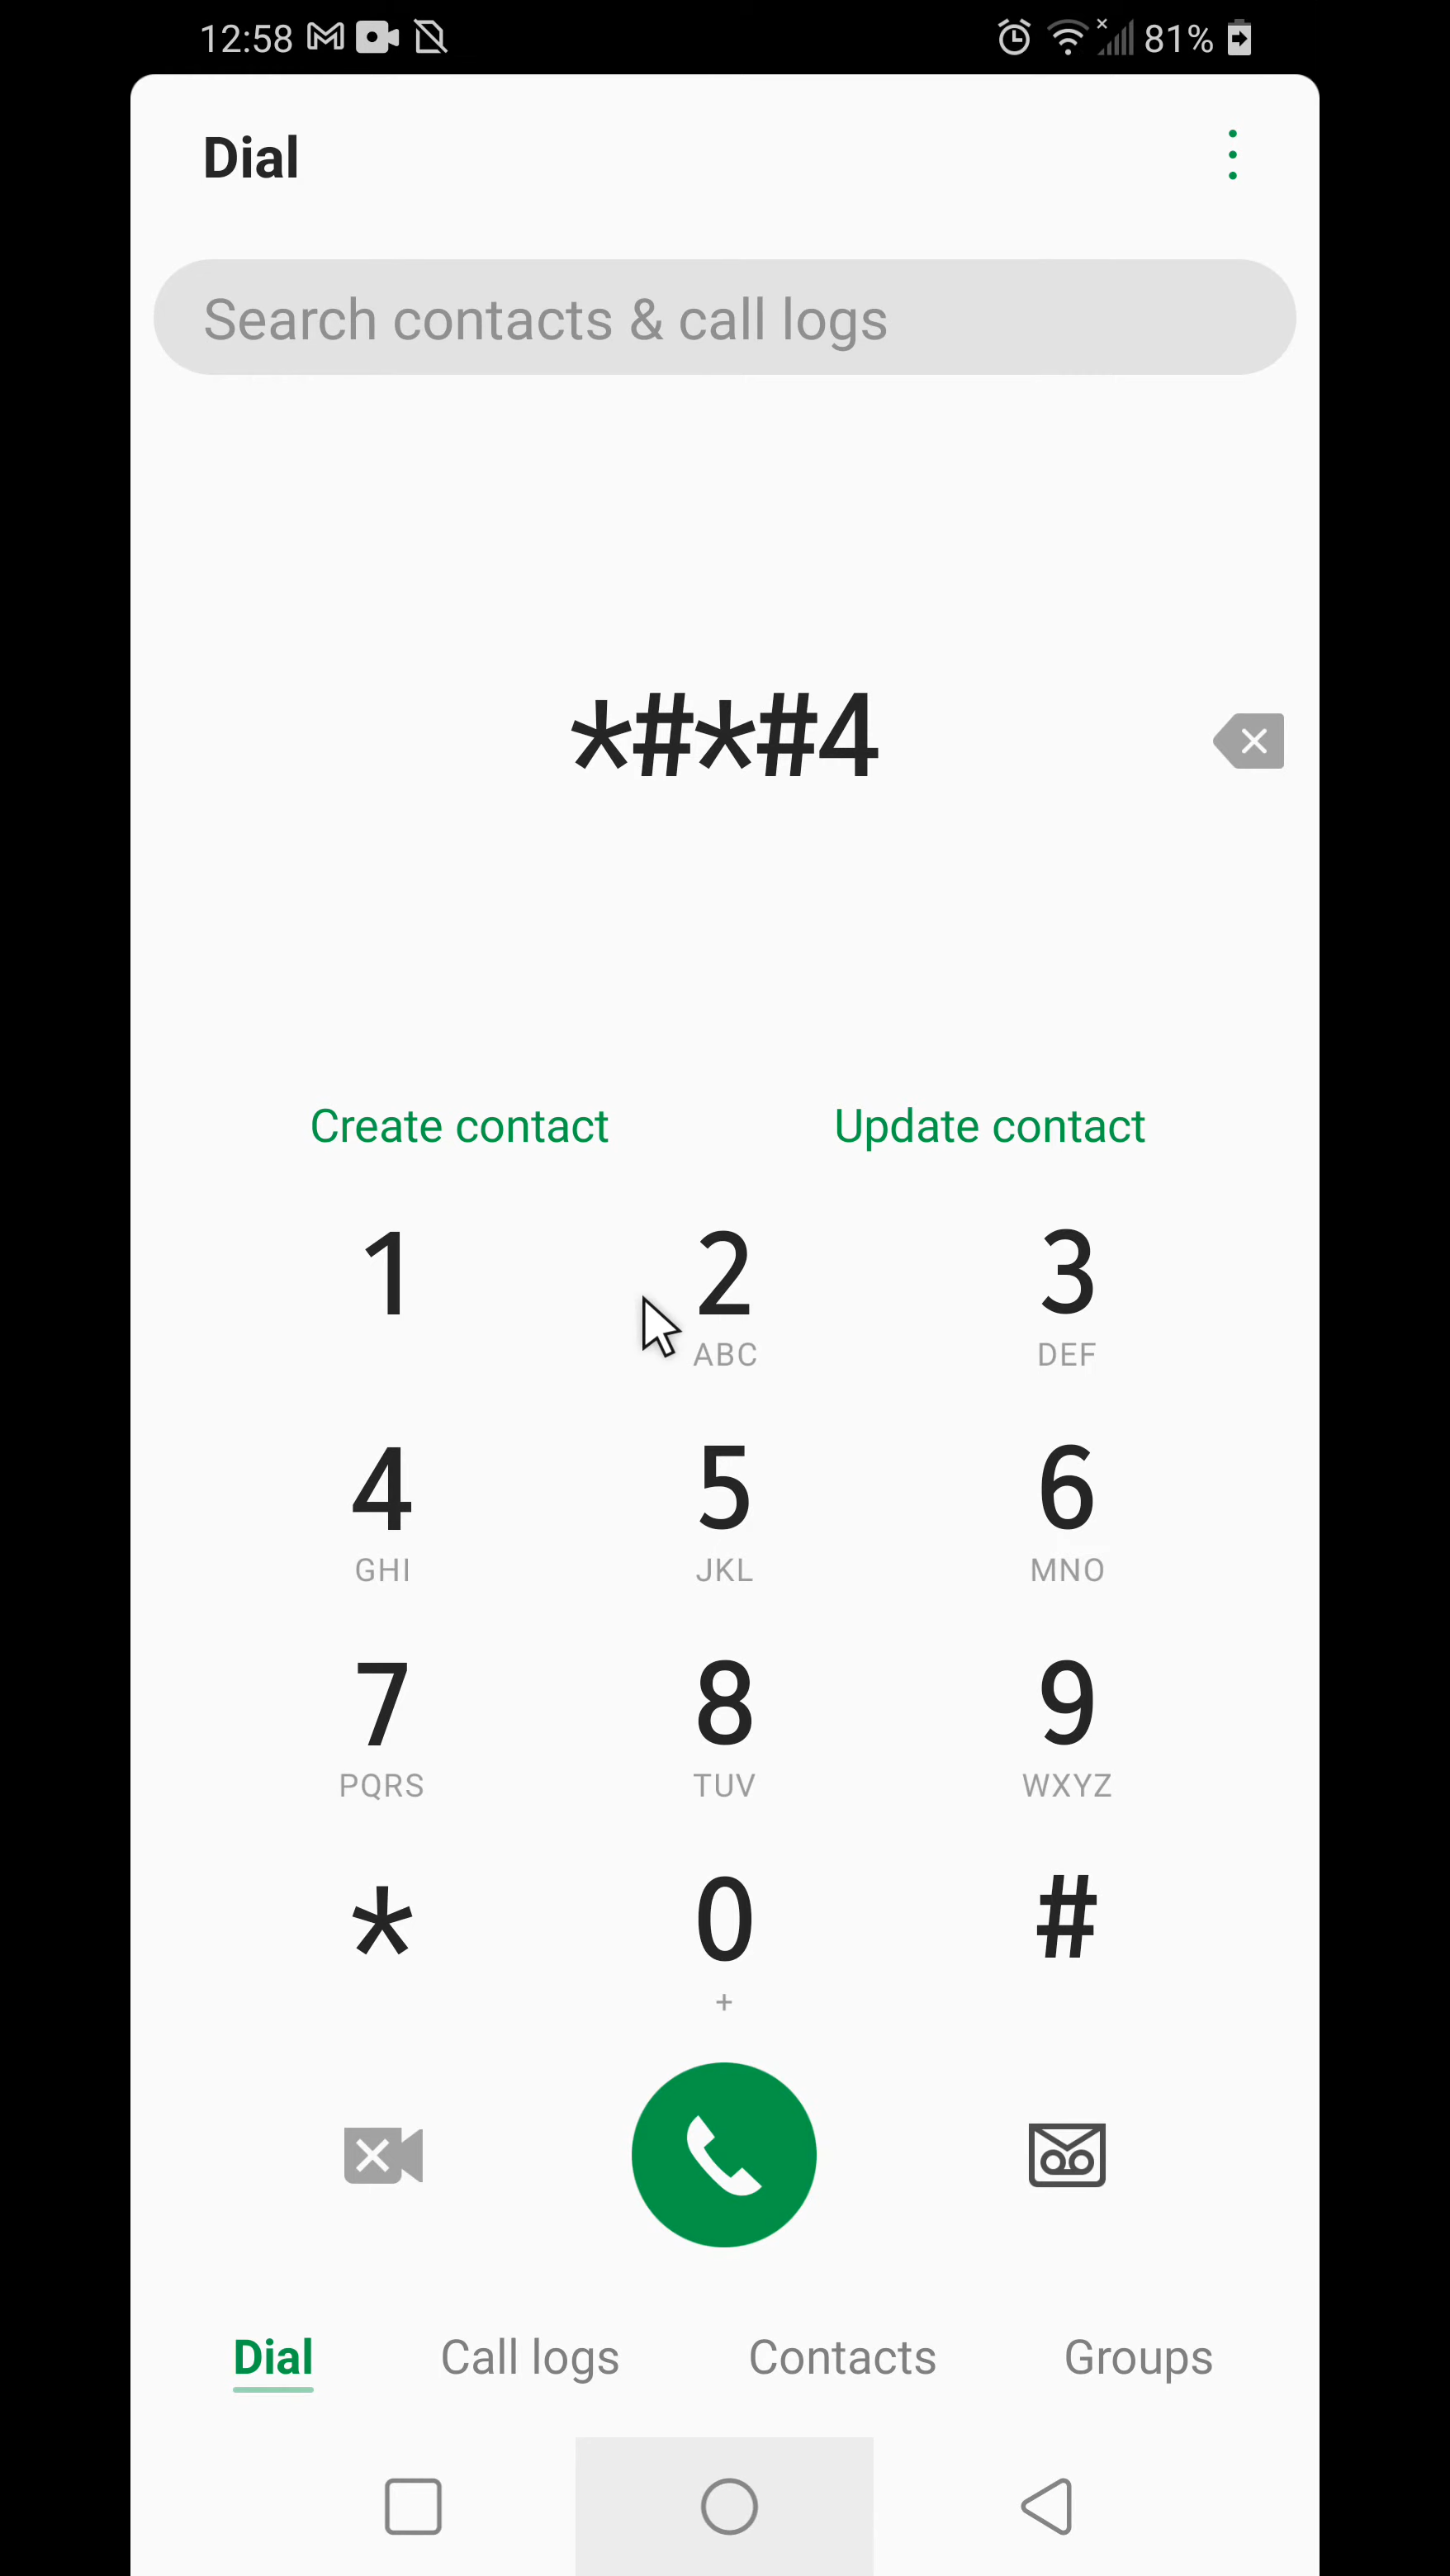 12:58 81%
Dial
Search contacts & call logs
*#*#4
Create contact Update contact
1 2 3
ABC DEF
4 5 6
GHI JKL MNO
7 8 9
PQRS TUV WXYZ
* 0 #
+
Dial Call logs Contacts Groups